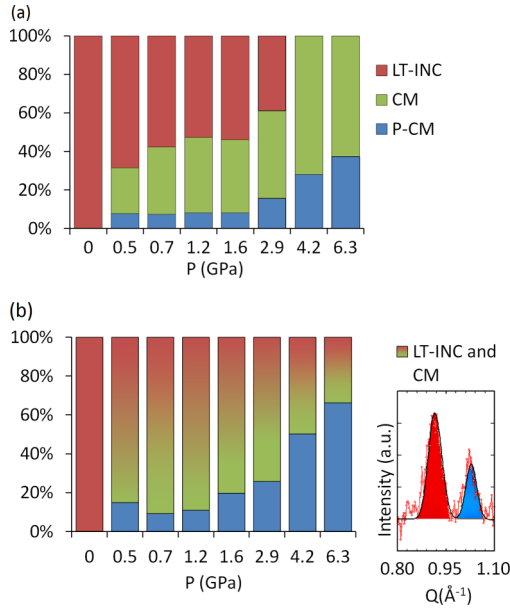 (a)
100%
80%
60%
40%
20%
0%
0 0.5 0.7 1.2 1.6 2.9 4.2 6.3
P (GPa)
LT-INC
CM
P-CM
(b)
100%
80%
60%
40%
20%
0%
0 0.5 0.7 1.2 1.6 2.9 4.2 6.3
P (GPa)
LT-INC and
CM
Intensity (a.u.)
0.80 0.95 1.10
Q(Å⁻¹)